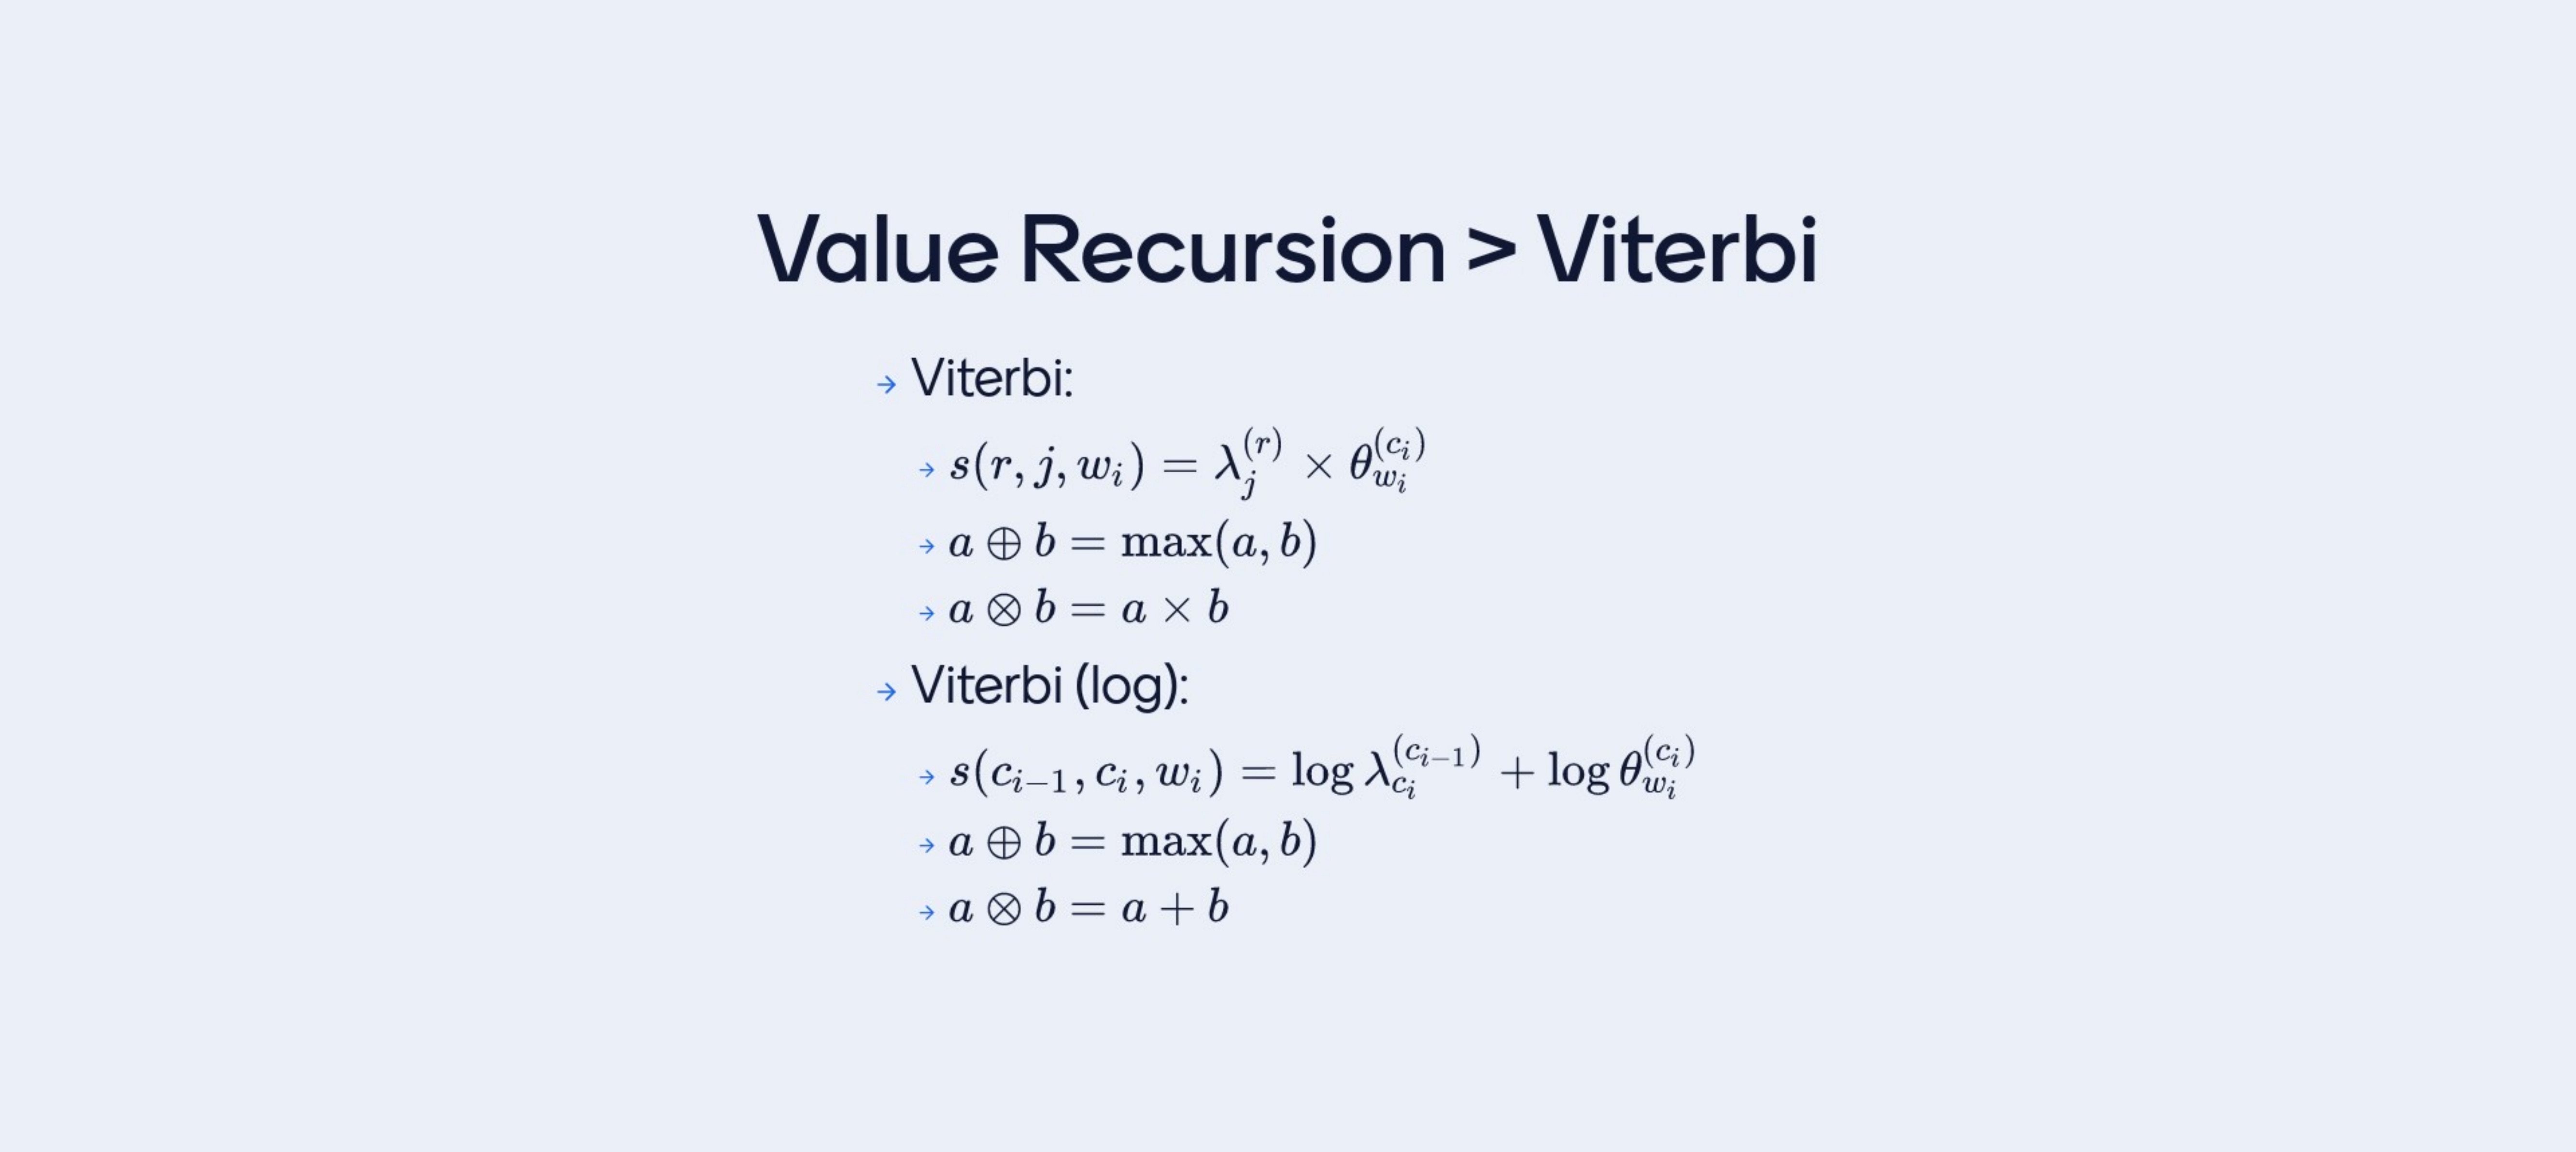 Value Recursion > Viterbi
→ Viterbi:
→ $s(r, j, w_i) = \lambda_j^{(r)} \times \theta_{w_i}^{(c_i)}$
→ $a \oplus b = \max(a, b)$
→ $a \otimes b = a \times b$
→ Viterbi (log):
→ $s(c_{i-1}, c_i, w_i) = \log \lambda_{c_i}^{(c_{i-1})} + \log \theta_{w_i}^{(c_i)}$
→ $a \oplus b = \max(a, b)$
→ $a \otimes b = a + b$